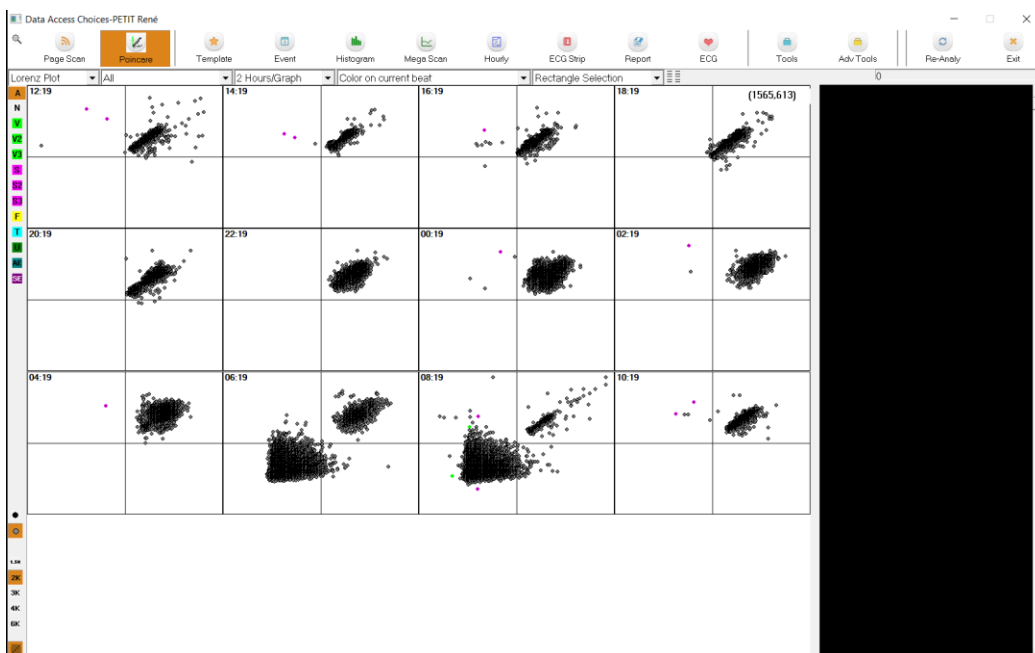 Data Access Choices-PETIT René
Page Scan Poincare Template Event Histogram Mega Scan Hourly ECG Strip Report ECG Tools Adv Tools Re-Analy Exit
Lorenz Plot All 2 Hours/Graph Color on current beat Rectangle Selection 0
A
N
V
V2
V3
S
S2
S3
F
T
U
AE
SE
12:19 14:19 16:19 18:19 (1565,613)
20:19 22:19 00:19 02:19
04:19 06:19 08:19 10:19
2K
3K
4K
6K